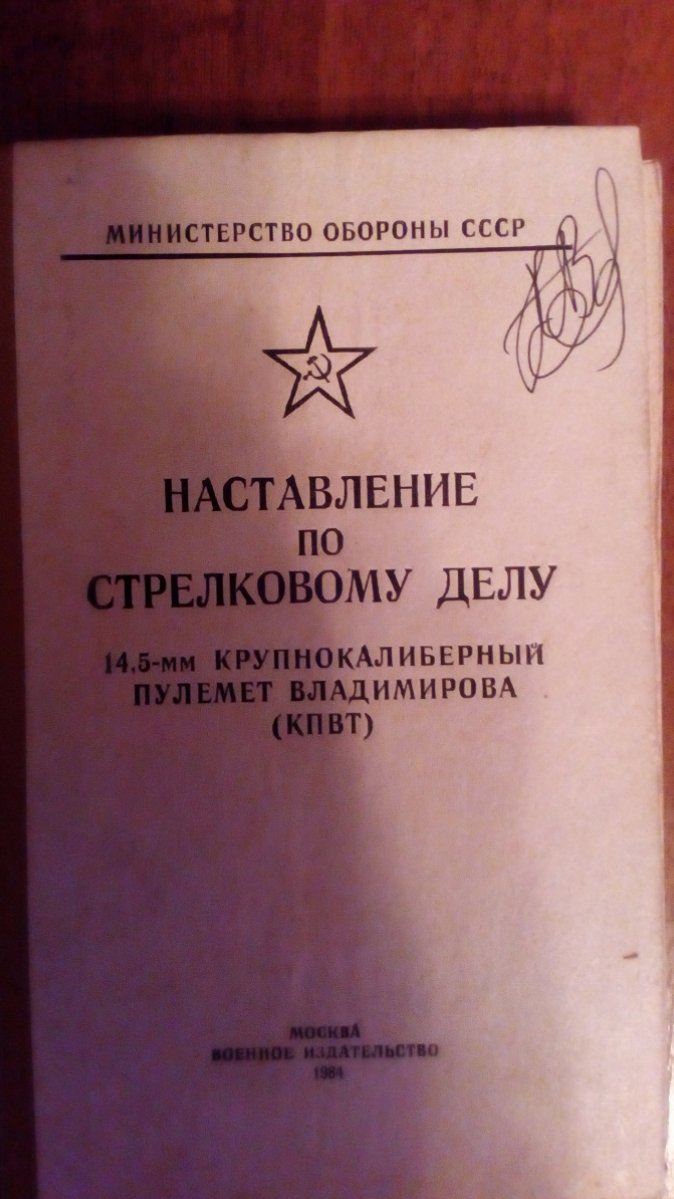 МИНИСТЕРСТВО ОБОРОНЫ СССР
НАСТАВЛЕНИЕ
ПО
СТРЕЛКОВОМУ ДЕЛУ
14,5-мм КРУПНОКАЛИБЕРНЫЙ
ПУЛЕМЕТ ВЛАДИМИРОВА
(КПВТ)
МОСКВА
ВОЕННОЕ ИЗДАТЕЛЬСТВО
1984